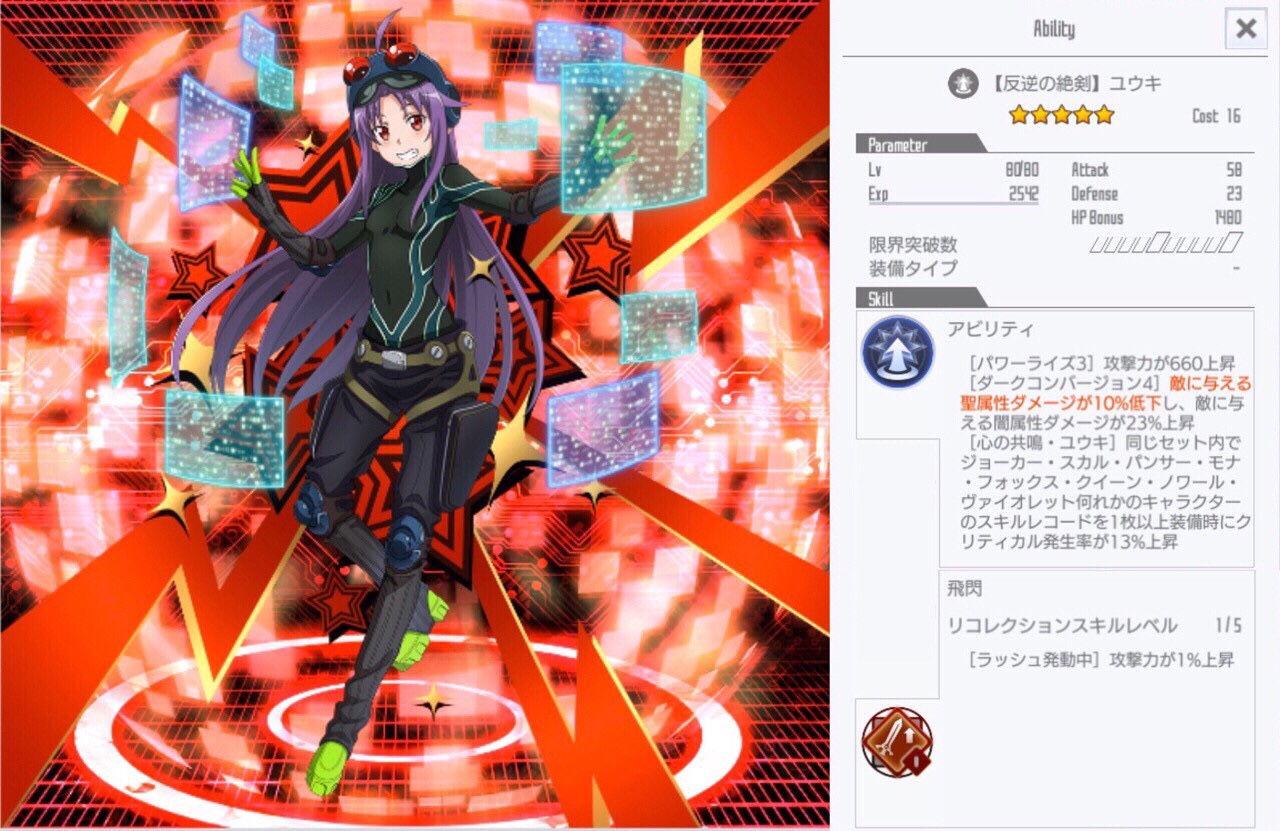 Ability
【反逆の絶剣】ユウキ
Cost 16
Parameter
Lv 80/80 Attack 58
Exp 2542 Defense 23
HP Bonus 1480
限界突破数
装備タイプ -
Skill
アビリティ
［パワーライズ3］攻撃力が660上昇
［ダークコンバージョン4］敵に与える
聖属性ダメージが10%低下し、敵に与
える闇属性ダメージが23%上昇
［心の共鳴・ユウキ］同じセット内で
ジョーカー・スカル・パンサー・モナ
・フォックス・クイーン・ノワール・
ヴァイオレット何れかのキャラクター
のスキルレコードを1枚以上装備時にク
リティカル発生率が13%上昇
飛閃
リコレクションスキルレベル 1/5
［ラッシュ発動中］攻撃力が1%上昇